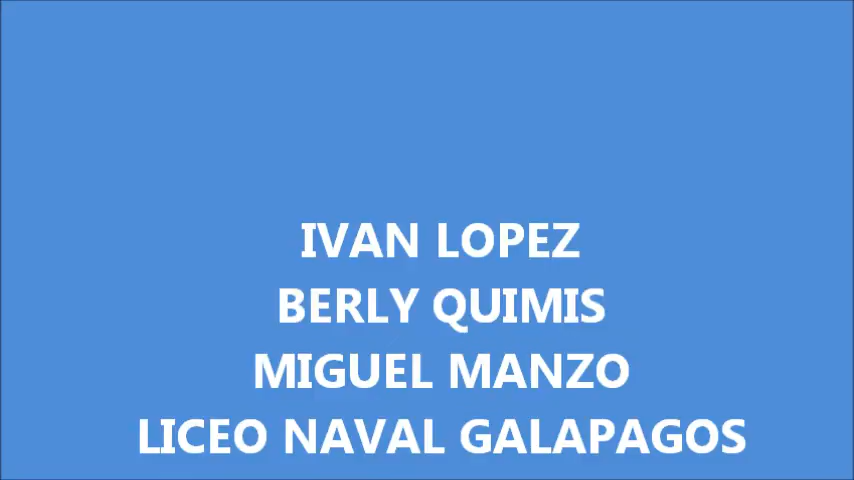 IVAN LOPEZ
BERLY QUIMIS
MIGUEL MANZO
LICEO NAVAL GALAPAGOS